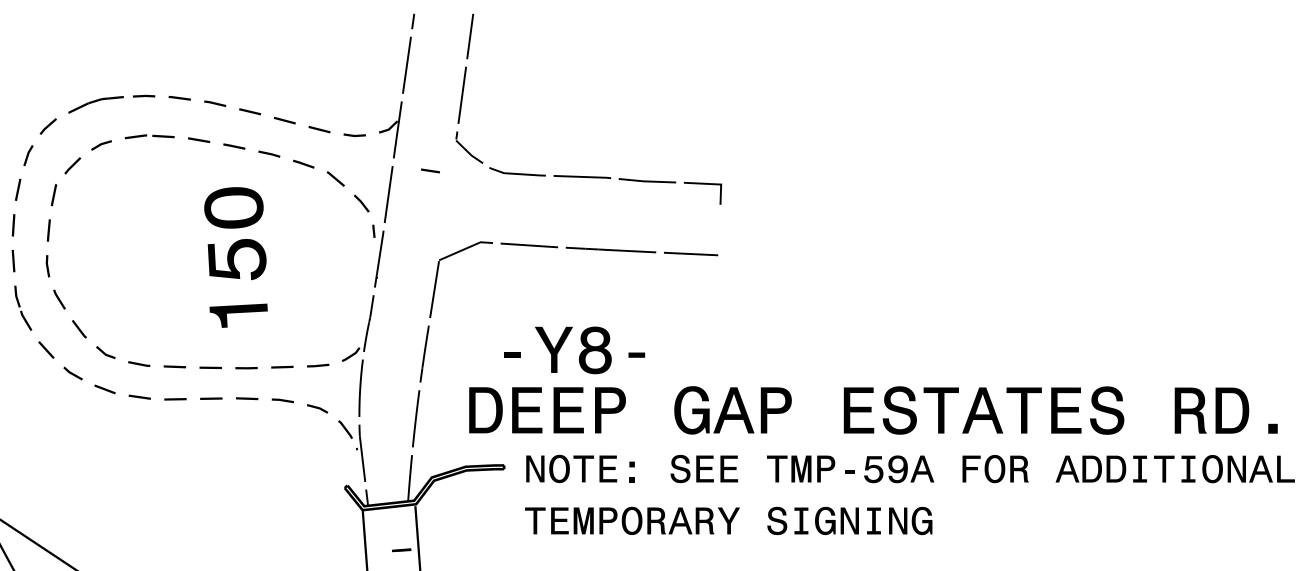 150
-Y8-
DEEP GAP ESTATES RD.
NOTE: SEE TMP-59A FOR ADDITIONAL
TEMPORARY SIGNING